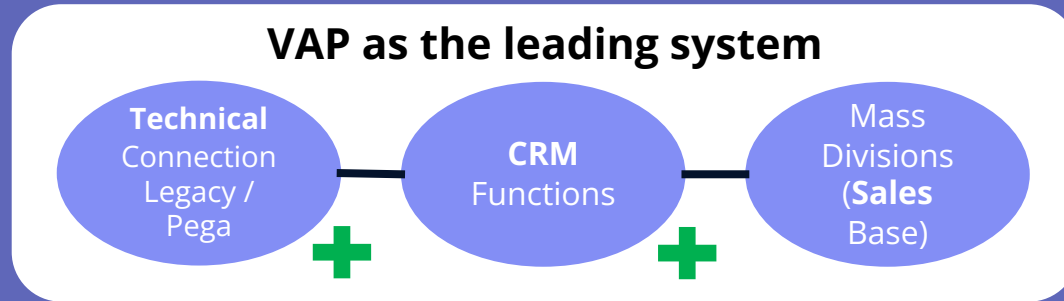 VAP as the leading system
Technical
Connection
Legacy /
Pega
CRM
Functions
Mass
Divisions
(Sales
Base)